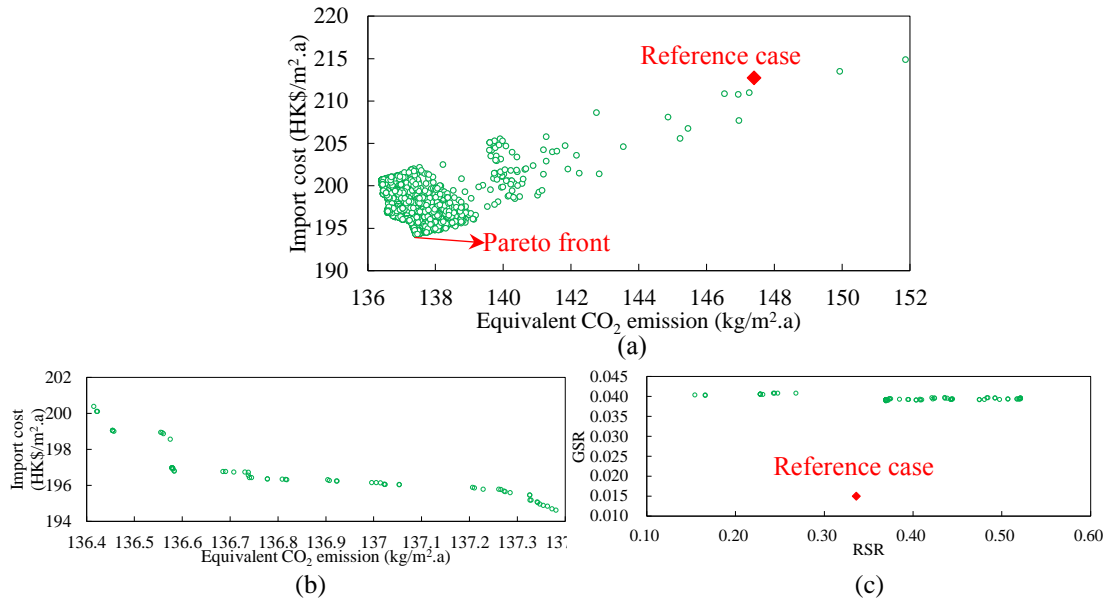 220
215
210
205
200
195
190
Import cost (HK$/m².a)
Reference case
Pareto front
136 138 140 142 144 146 148 150 152
Equivalent CO₂ emission (kg/m².a)
(a)
202
200
198
196
194
Import cost
(HK$/m².a)
136.4 136.5 136.6 136.7 136.8 136.9 137 137.1 137.2 137.3 137
Equivalent CO₂ emission (kg/m².a)
(b)
0.045
0.040
0.035
0.030
0.025
0.020
0.015
0.010
GSR
Reference case
0.10 0.20 0.30 0.40 0.50 0.60
RSR
(c)